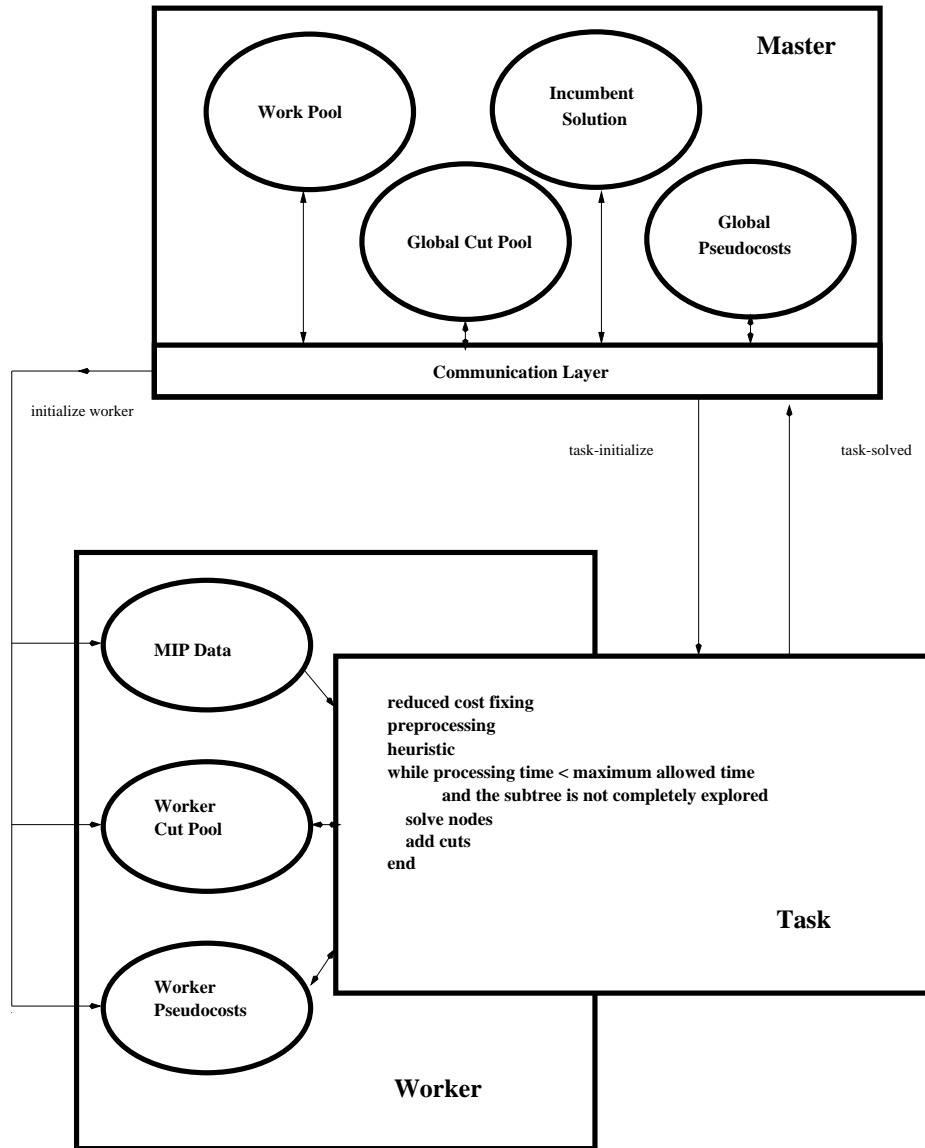 Master
Work Pool
Incumbent
Solution
Global Cut Pool
Global
Pseudocosts
Communication Layer
initialize worker
task-initialize
task-solved
MIP Data
reduced cost fixing
preprocessing
heuristic
while processing time < maximum allowed time
and the subtree is not completely explored
solve nodes
add cuts
end
Worker
Cut Pool
Task
Worker
Pseudocosts
Worker